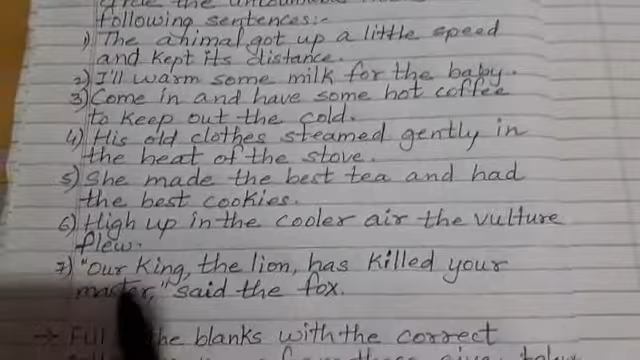 the uncountable
following sentences:-
1) The animal got up a little speed
and kept its distance.
2) I'll warm some milk for the baby.
3) Come in and have some hot coffee
to keep out the cold.
4) His old clothes steamed gently in
the heat of the stove.
5) She made the best tea and had
the best cookies.
6) High up in the cooler air the vulture
flew.
7) "Our King, the lion, has killed your
master," said the fox.
→ Fill the blanks with the correct